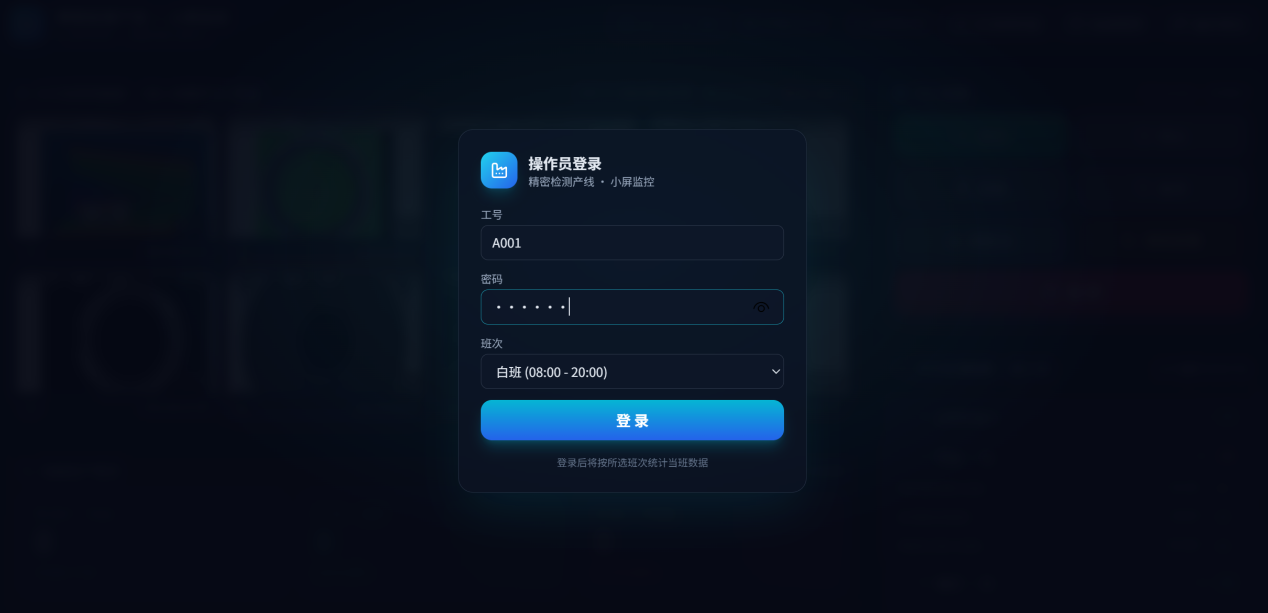 操作员登录
精密检测产线 • 小屏监控
工号
A001
密码
••••••
班次
白班 (08:00 - 20:00)
登 录
登录后将按所选班次统计当班数据